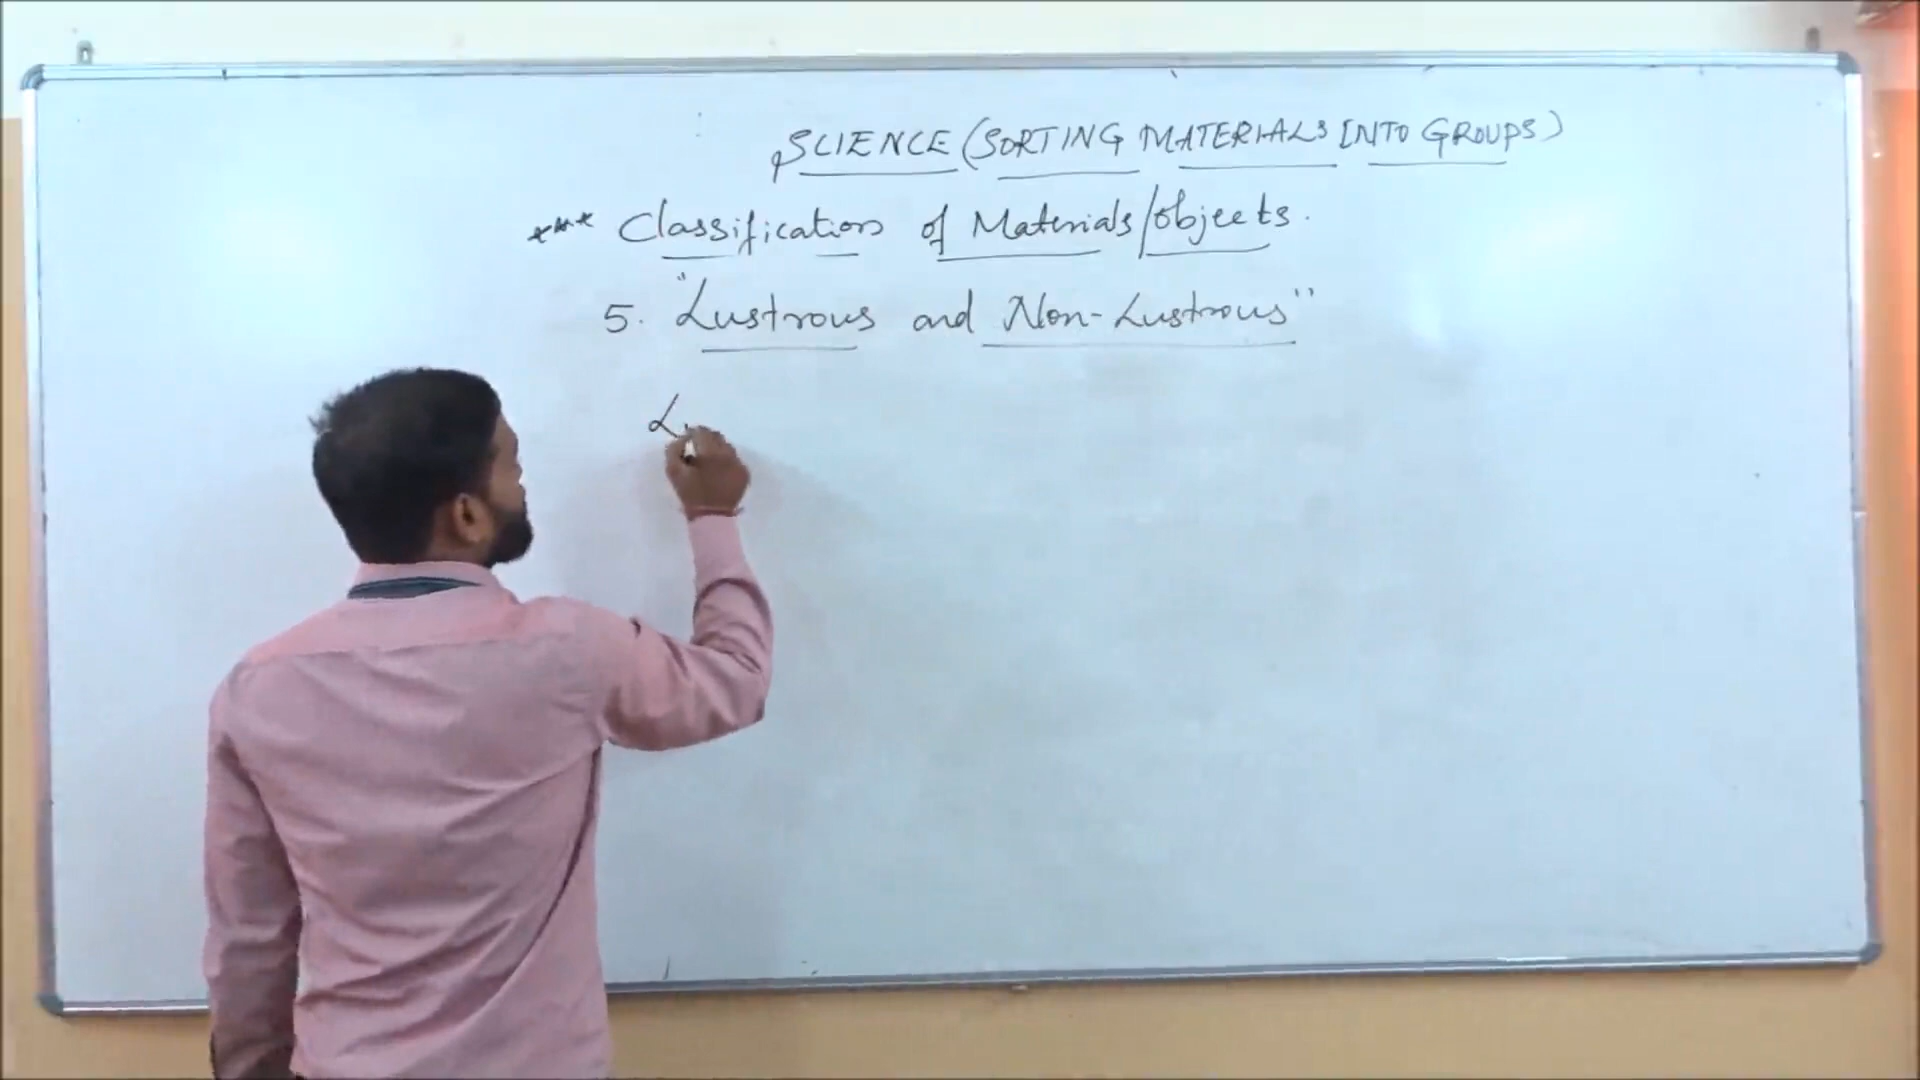 SCIENCE (SORTING MATERIALS INTO GROUPS)
*** Classification of Materials/objects.
5. "Lustrous and Non-Lustrous"
L